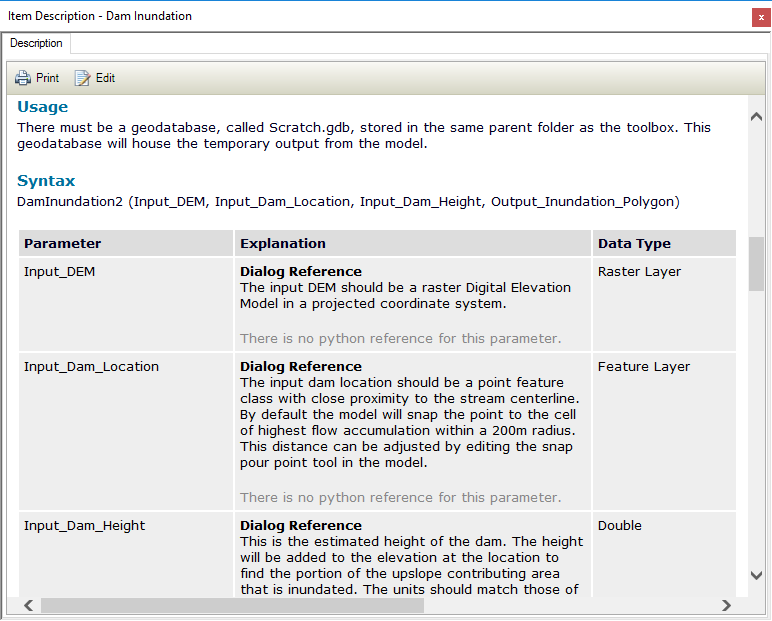 Item Description - Dam Inundation
x
Description
Print Edit
Usage
There must be a geodatabase, called Scratch.gdb, stored in the same parent folder as the toolbox. This
geodatabase will house the temporary output from the model.
Syntax
DamInundation2 (Input_DEM, Input_Dam_Location, Input_Dam_Height, Output_Inundation_Polygon)
Parameter Explanation Data Type
Input_DEM Dialog Reference Raster Layer
The input DEM should be a raster Digital Elevation
Model in a projected coordinate system.
There is no python reference for this parameter.
Input_Dam_Location Dialog Reference Feature Layer
The input dam location should be a point feature
class with close proximity to the stream centerline.
By default the model will snap the point to the cell
of highest flow accumulation within a 200m radius.
This distance can be adjusted by editing the snap
pour point tool in the model.
There is no python reference for this parameter.
Input_Dam_Height Dialog Reference Double
This is the estimated height of the dam. The height
will be added to the elevation at the location to
find the portion of the upslope contributing area
that is inundated. The units should match those of